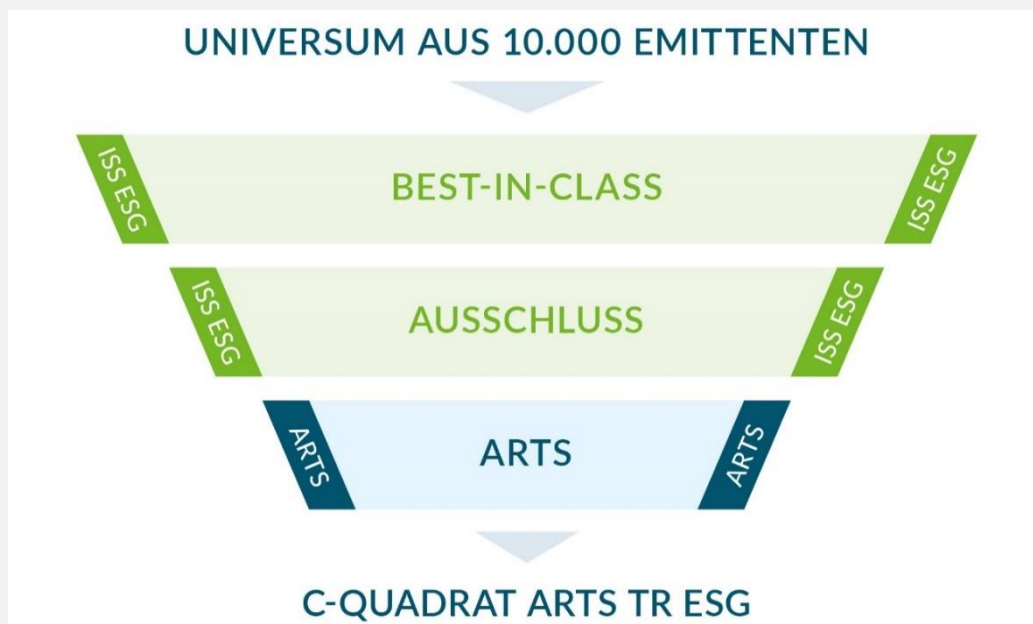 UNIVERSUM AUS 10.000 EMITTENTEN
ISS ESG
BEST-IN-CLASS
ISS ESG
ISS ESG
AUSSCHLUSS
ISS ESG
ARTS
ARTS
ARTS
C-QUADRAT ARTS TR ESG